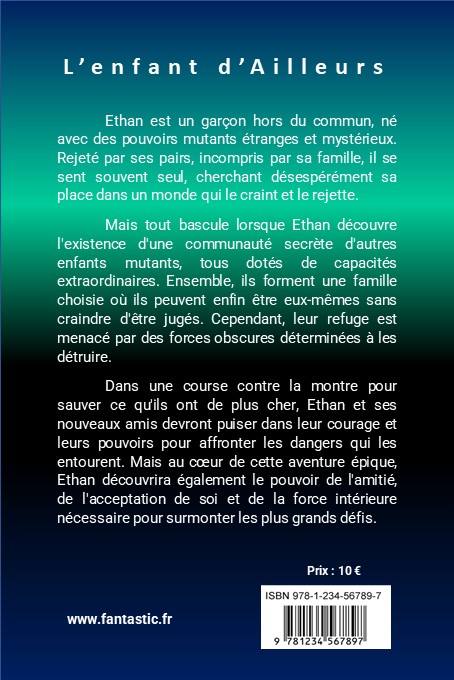 L'enfant d'Ailleurs
Ethan est un garçon hors du commun, né
avec des pouvoirs mutants étranges et mystérieux.
Rejeté par ses pairs, incompris par sa famille, il se
sent souvent seul, cherchant désespérément sa
place dans un monde qui le craint et le rejette.
Mais tout bascule lorsque Ethan découvre
l'existence d'une communauté secrète d'autres
enfants mutants, tous dotés de capacités
extraordinaires. Ensemble, ils forment une famille
choisie où ils peuvent enfin être eux-mêmes sans
craindre d'être jugés. Cependant, leur refuge est
menacé par des forces obscures déterminées à les
détruire.
Dans une course contre la montre pour
sauver ce qu'ils ont de plus cher, Ethan et ses
nouveaux amis devront puiser dans leur courage et
leurs pouvoirs pour affronter les dangers qui les
entourent. Mais au cœur de cette aventure épique,
Ethan découvrira également le pouvoir de l'amitié,
de l'acceptation de soi et de la force intérieure
nécessaire pour surmonter les plus grands défis.
Prix : 10 €
ISBN 978-1-234-56789-7
www.fantastic.fr
9 781234 567897